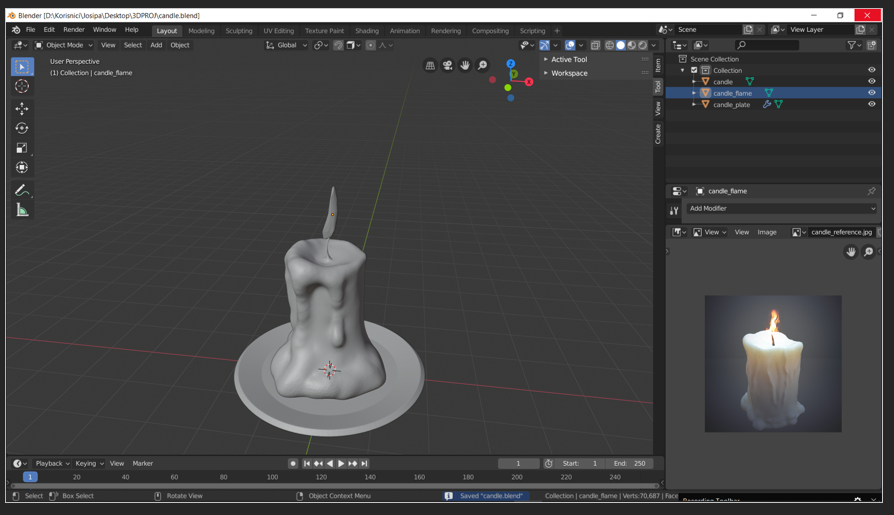 Blender [D:\Korisnici\Josipa\Desktop\3DPROJ\candle.blend]
File Edit Render Window Help Layout Modeling Sculpting UV Editing Texture Paint Shading Animation Rendering Compositing Scripting + Scene View Layer
Object Mode View Select Add Object Global
User Perspective
(1) Collection | candle_flame
Z
Y
X
Active Tool
Workspace
Item
Tool
View
Create
Scene Collection
Collection
candle
candle_flame
candle_plate
candle_flame
Add Modifier
View View Image candle_reference.jpg
Playback Keying View Marker 1 Start: 1 End: 250
1 20 40 60 80 100 120 140 160 180 200 220 240
Select Box Select Rotate View Object Context Menu Saved "candle.blend" Collection | candle_flame | Verts:70,687 | Face